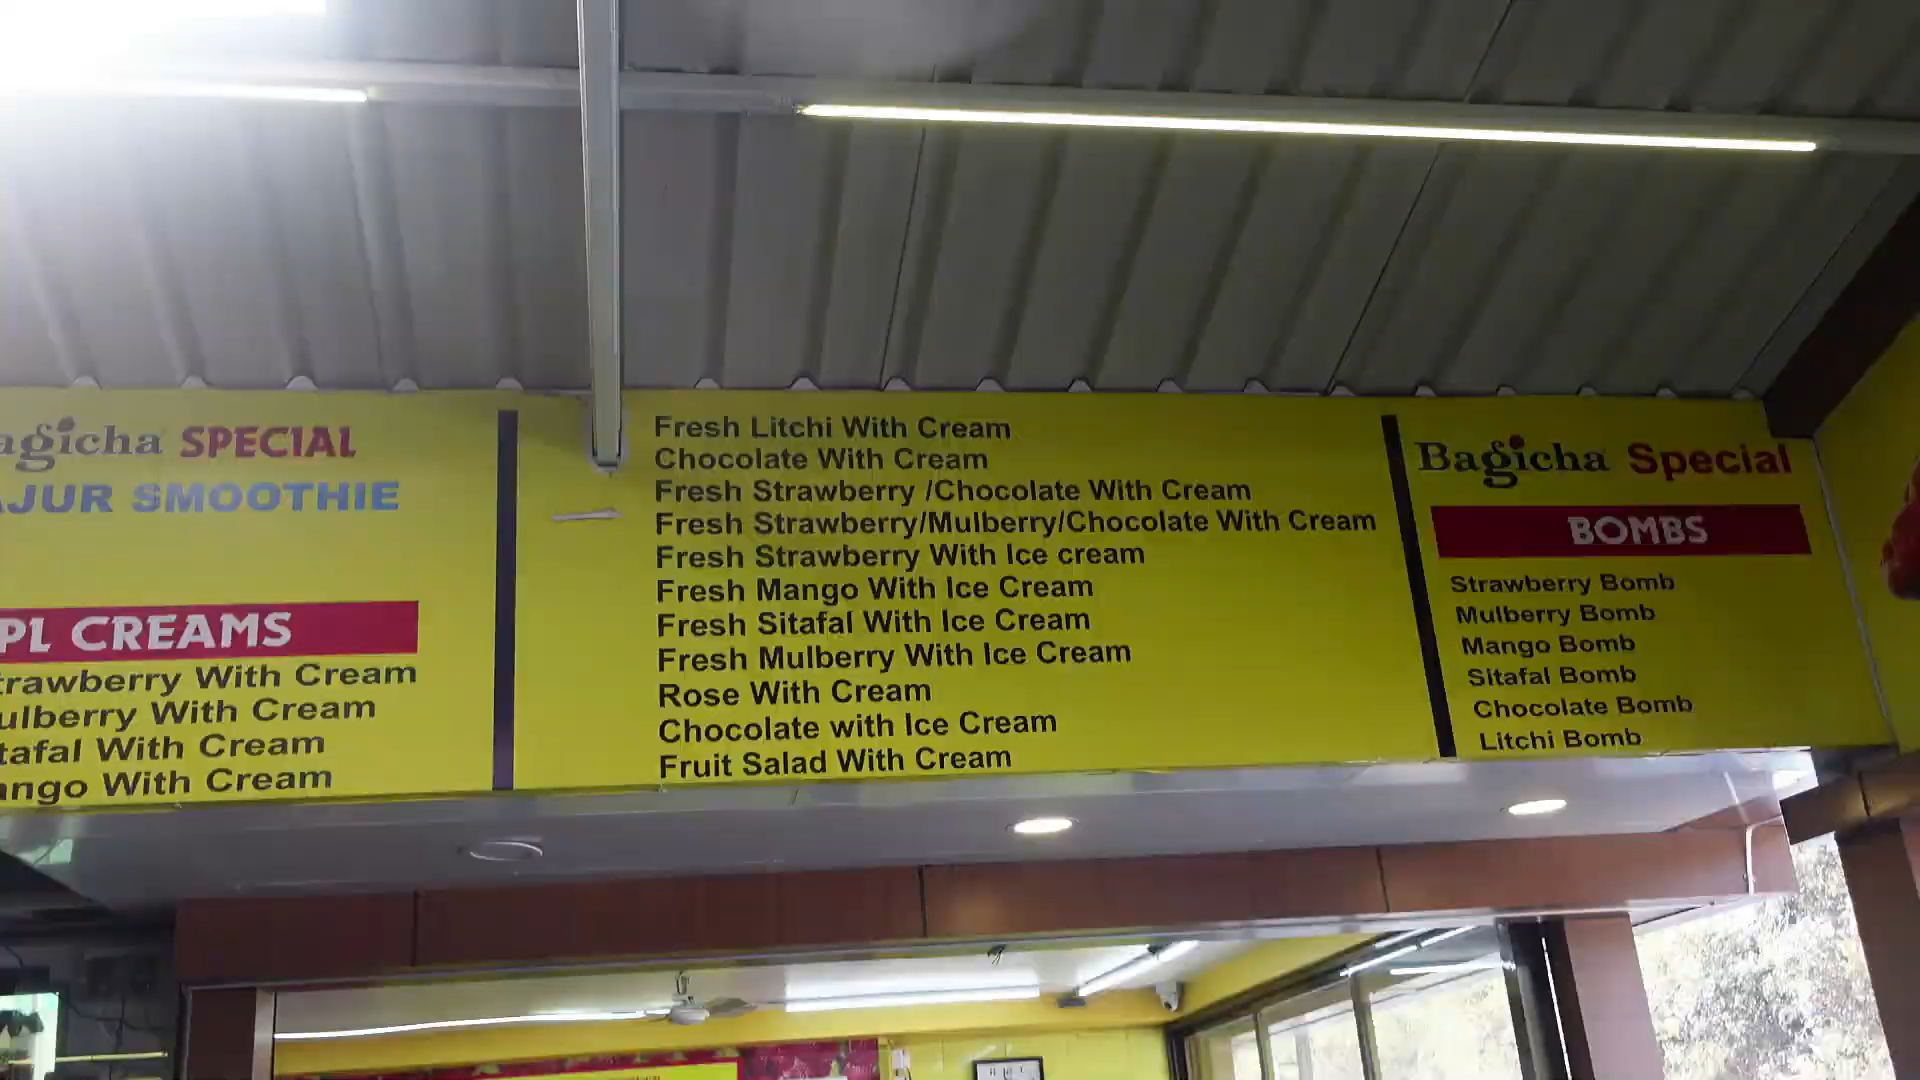 agicha SPECIAL
AJUR SMOOTHIE
PL CREAMS
trawberry With Cream
ulberry With Cream
tafal With Cream
ango With Cream
Fresh Litchi With Cream
Chocolate With Cream
Fresh Strawberry /Chocolate With Cream
Fresh Strawberry/Mulberry/Chocolate With Cream
Fresh Strawberry With Ice cream
Fresh Mango With Ice Cream
Fresh Sitafal With Ice Cream
Fresh Mulberry With Ice Cream
Rose With Cream
Chocolate with Ice Cream
Fruit Salad With Cream
Bagicha Special
BOMBS
Strawberry Bomb
Mulberry Bomb
Mango Bomb
Sitafal Bomb
Chocolate Bomb
Litchi Bomb